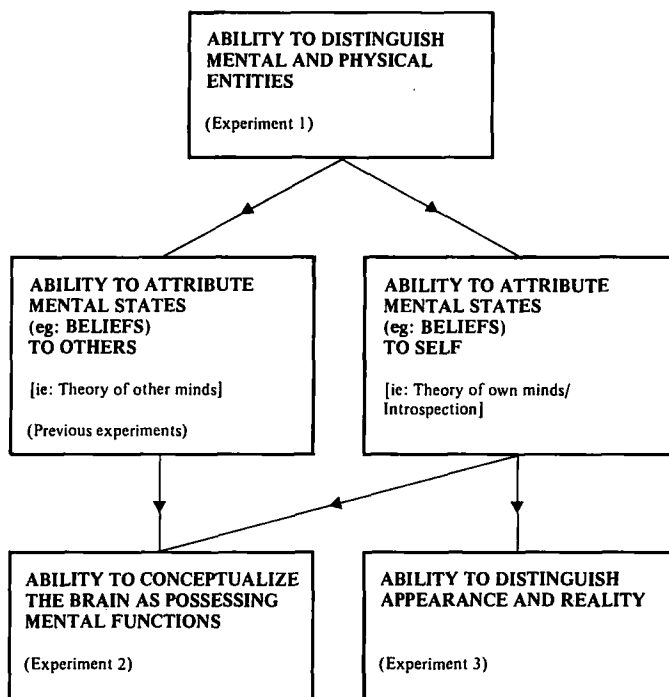 ABILITY TO DISTINGUISH
MENTAL AND PHYSICAL
ENTITIES
(Experiment 1)
ABILITY TO ATTRIBUTE
MENTAL STATES
(eg: BELIEFS)
TO OTHERS
[ie: Theory of other minds]
(Previous experiments)
ABILITY TO ATTRIBUTE
MENTAL STATES
(eg: BELIEFS)
TO SELF
[ie: Theory of own minds/
Introspection]
ABILITY TO CONCEPTUALIZE
THE BRAIN AS POSSESSING
MENTAL FUNCTIONS
(Experiment 2)
ABILITY TO DISTINGUISH
APPEARANCE AND REALITY
(Experiment 3)